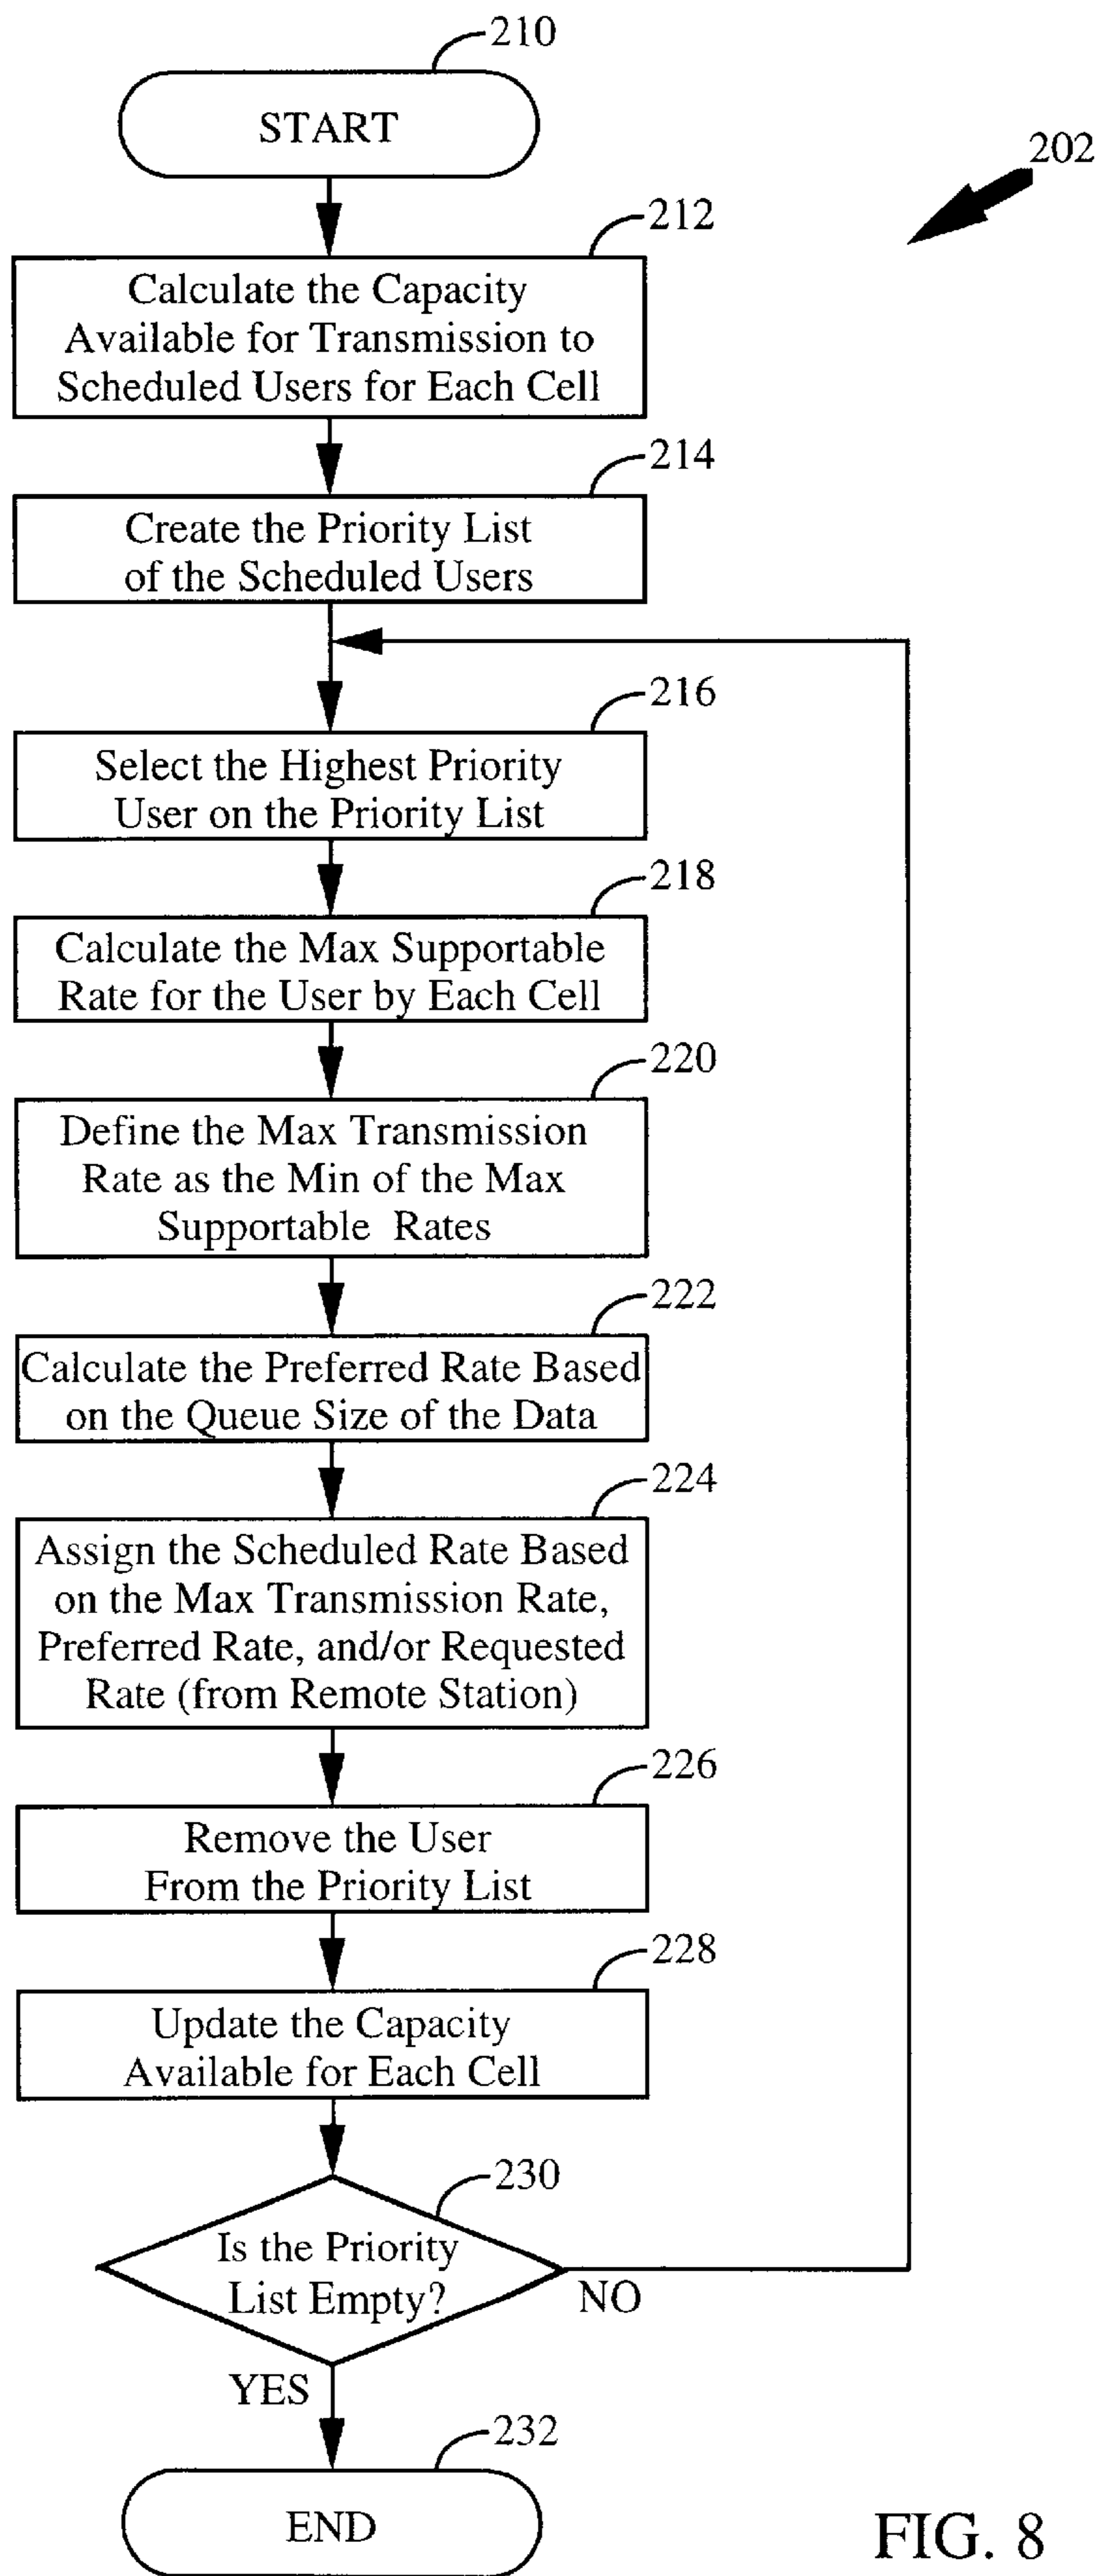 210
START
202
212
Calculate the Capacity
Available for Transmission to
Scheduled Users for Each Cell
214
Create the Priority List
of the Scheduled Users
216
Select the Highest Priority
User on the Priority List
218
Calculate the Max Supportable
Rate for the User by Each Cell
220
Define the Max Transmission
Rate as the Min of the Max
Supportable Rates
222
Calculate the Preferred Rate Based
on the Queue Size of the Data
224
Assign the Scheduled Rate Based
on the Max Transmission Rate,
Preferred Rate, and/or Requested
Rate (from Remote Station)
226
Remove the User
From the Priority List
228
Update the Capacity
Available for Each Cell
230
Is the Priority
List Empty?
NO
YES
232
END
FIG. 8